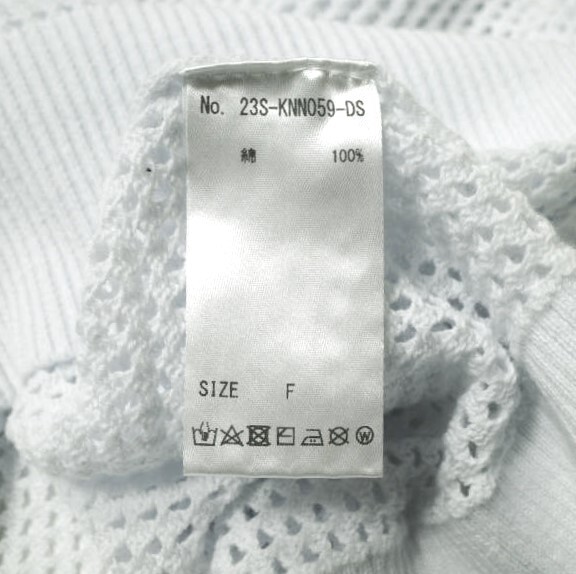 No. 23S-KNN059-DS
綿 100%
SIZE F
W